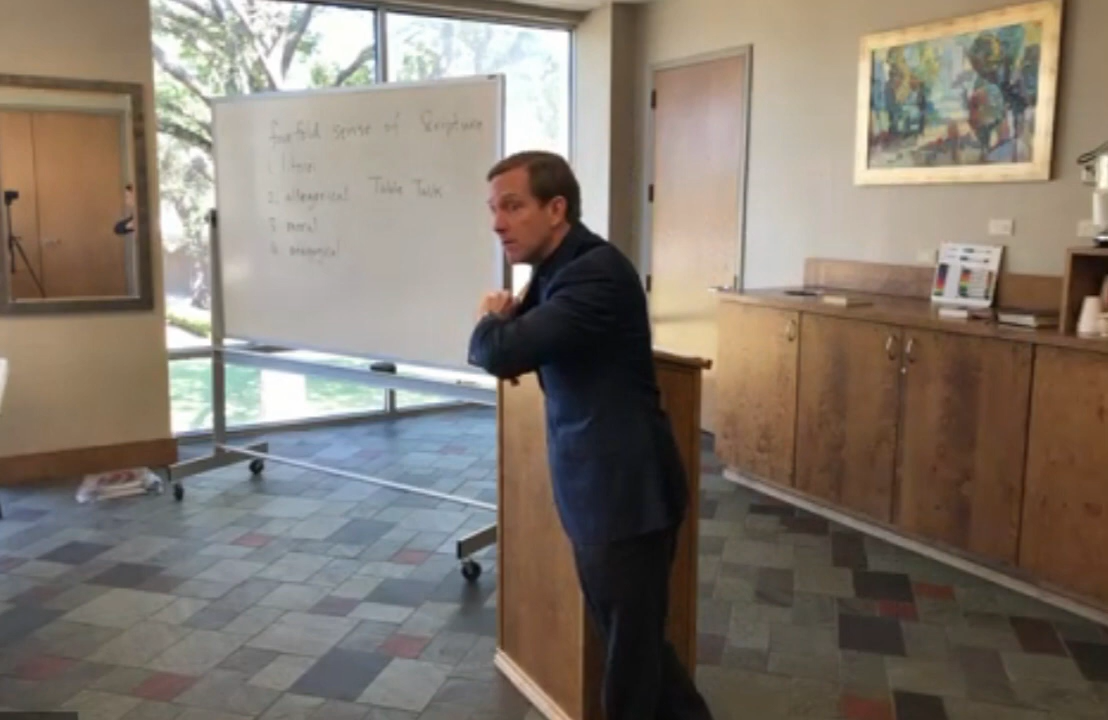 fourfold sense of Scripture
1. literal
2. allegorical Table Talk
3. moral
4. anagogical